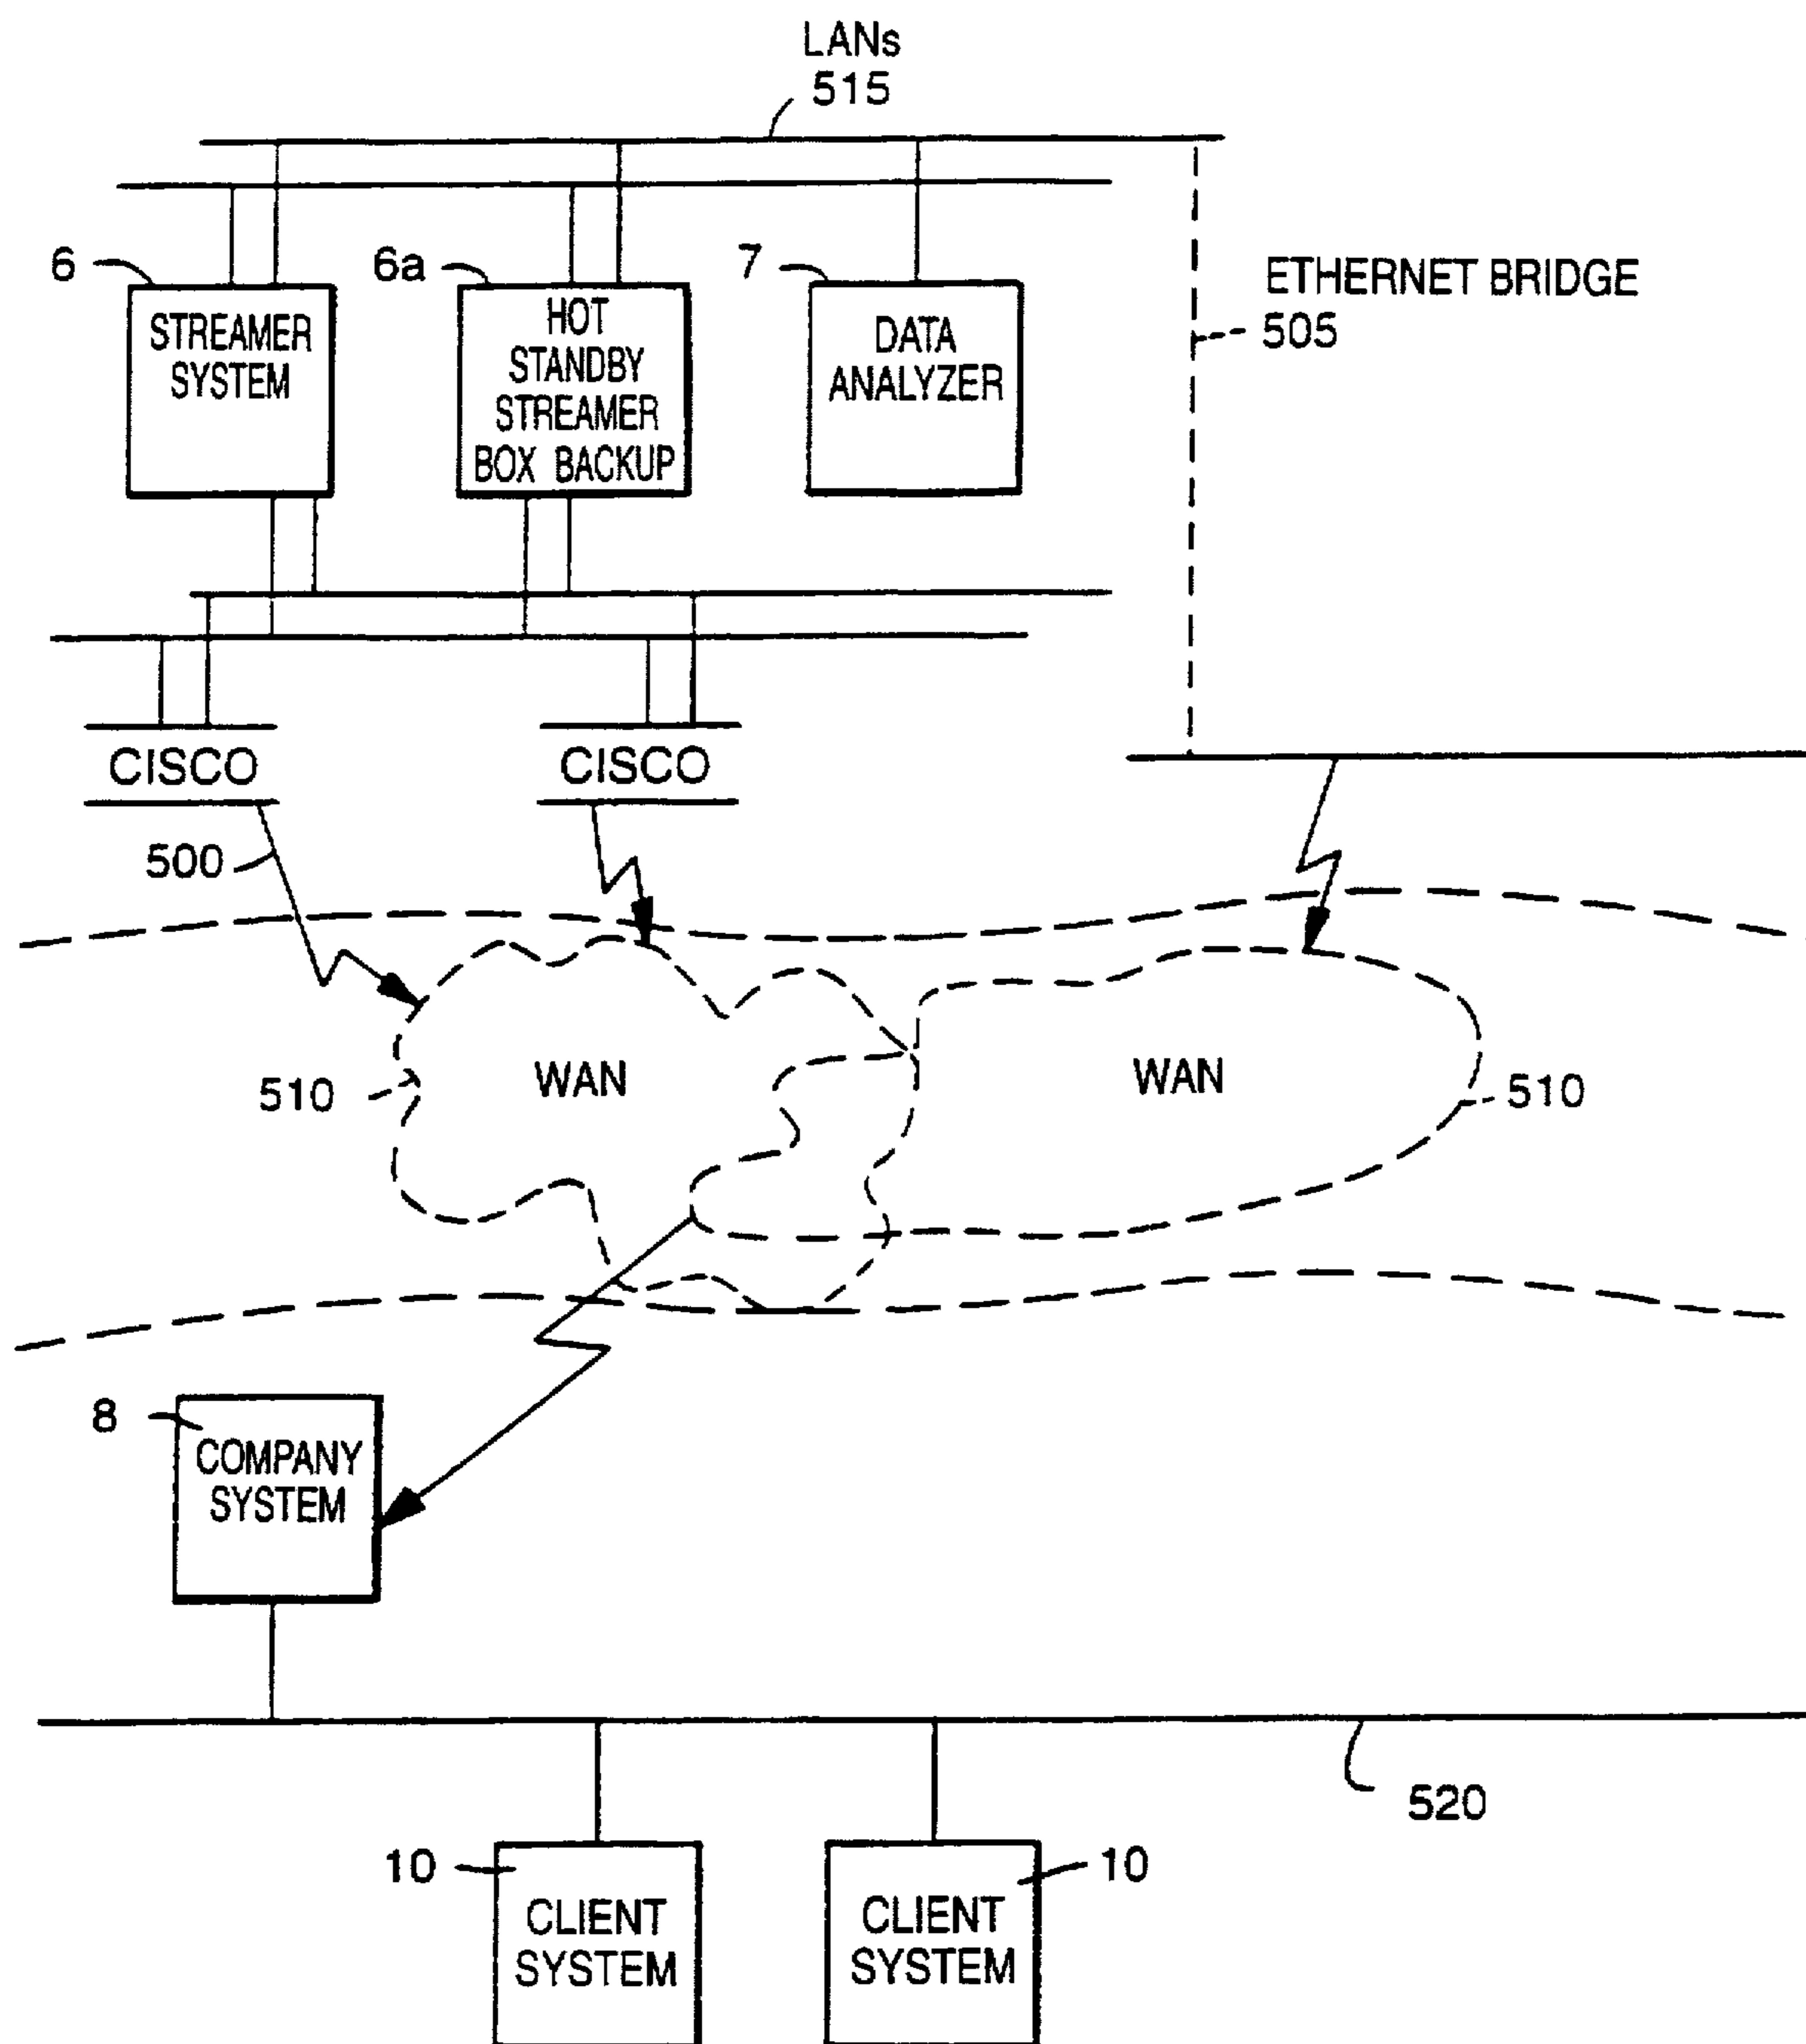 LANs
515
6
6a
7
STREAMER
SYSTEM
HOT
STANDBY
STREAMER
BOX BACKUP
DATA
ANALYZER
ETHERNET BRIDGE
505
CISCO
CISCO
500
WAN
WAN
510
510
8
COMPANY
SYSTEM
520
10
CLIENT
SYSTEM
10
CLIENT
SYSTEM